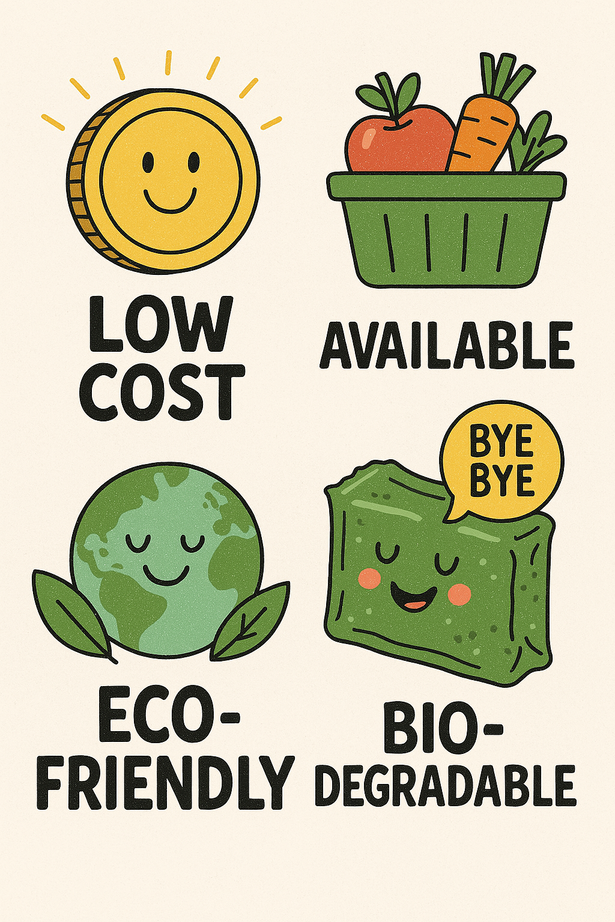 LOW
COST
AVAILABLE
BYE
BYE
ECO-
FRIENDLY
BIO-
DEGRADABLE